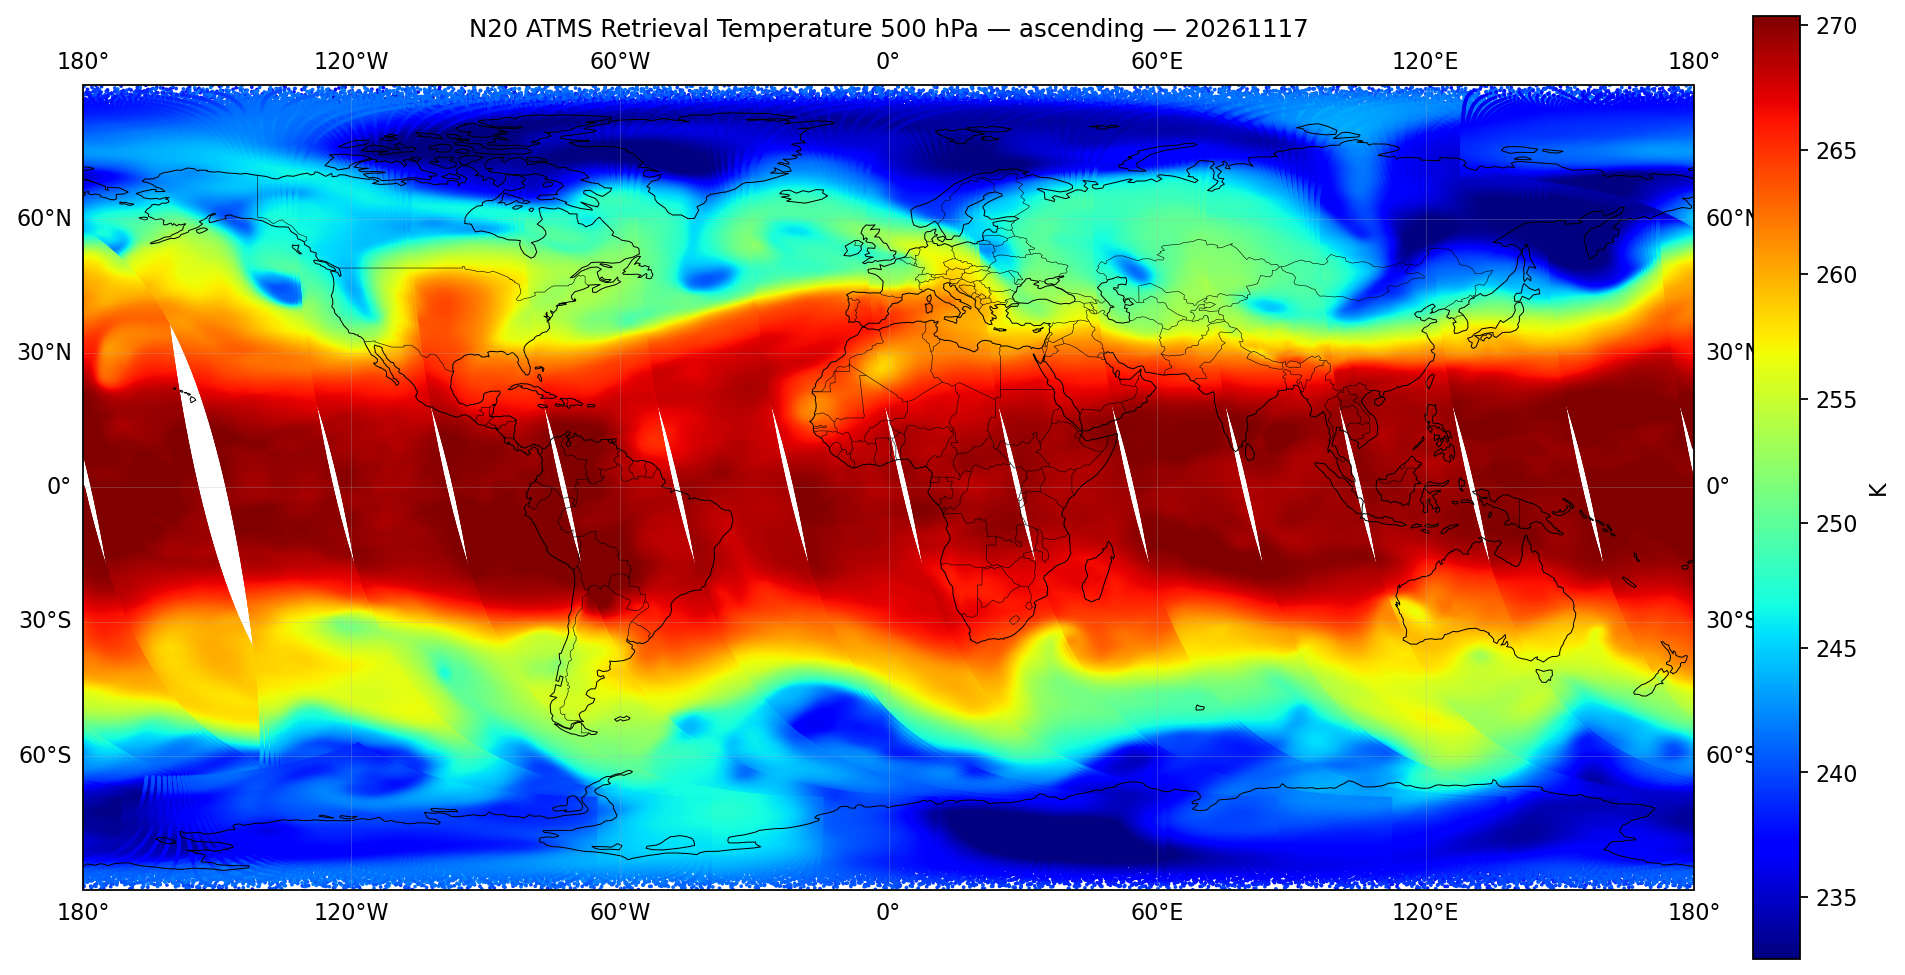 N20 ATMS Retrieval Temperature 500 hPa — ascending — 20261117
180° 120°W 60°W 0° 60°E 120°E 180°
270
265
60°N 60°N
260
30°N 30°N
255
0° 0° K
250
30°S 30°S
245
60°S 60°S
240
235
180° 120°W 60°W 0° 60°E 120°E 180°